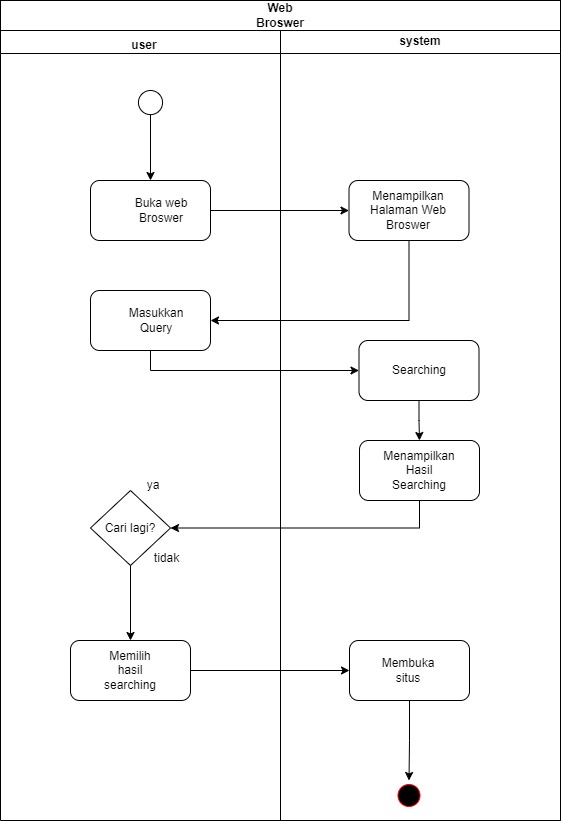 Web
Broswer
user
system
Buka web
Broswer
Menampilkan
Halaman Web
Broswer
Masukkan
Query
Searching
Menampilkan
Hasil
Searching
ya
Cari lagi?
tidak
Memilih
hasil
searching
Membuka
situs